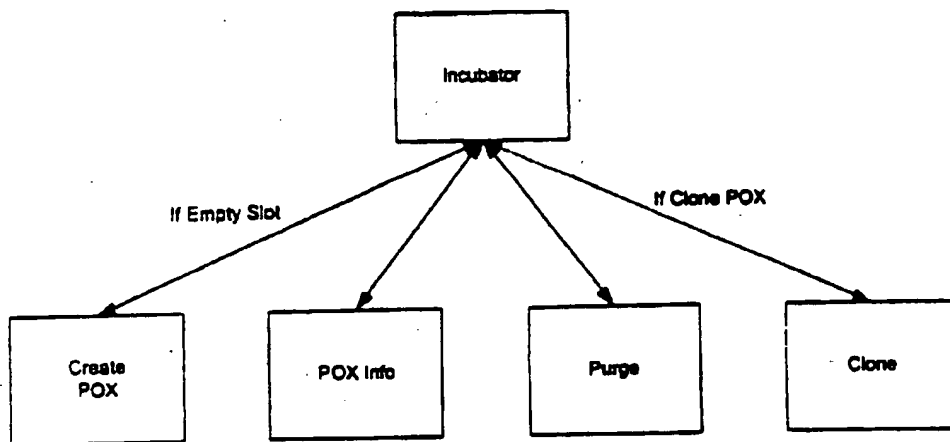 Incubator
If Empty Slot
If Clone POX
Create
POX
POX Info
Purge
Clone